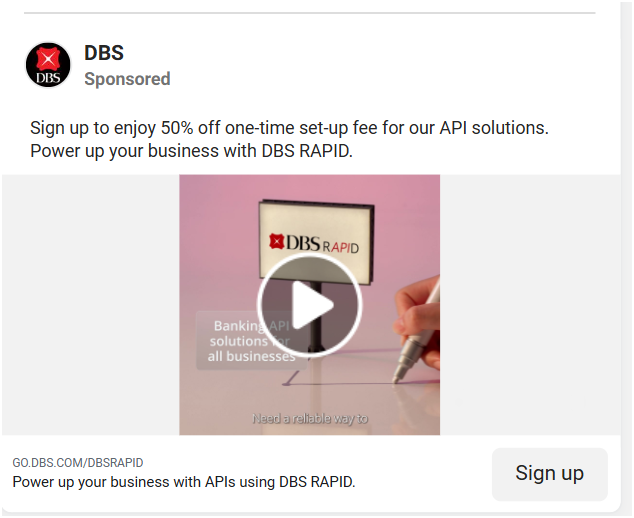 DBS
DBS
Sponsored
Sign up to enjoy 50% off one-time set-up fee for our API solutions.
Power up your business with DBS RAPID.
DBS RAPID
Banking API
solutions for
all businesses
Need a reliable way to
GO.DBS.COM/DBSRAPID
Power up your business with APIs using DBS RAPID.
Sign up